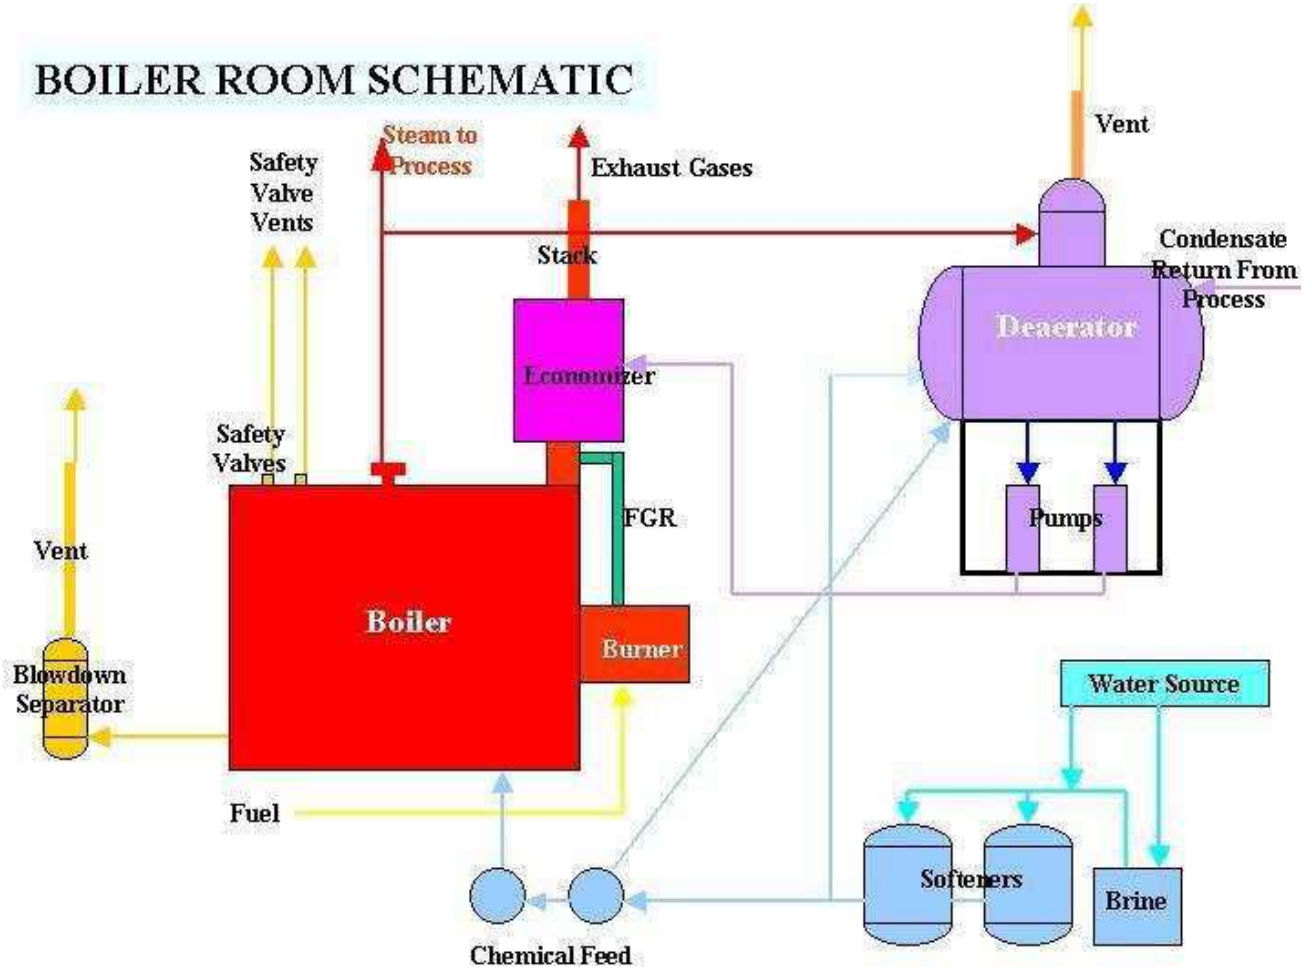 BOILER ROOM SCHEMATIC
Steam to
Process
Exhaust Gases
Vent
Safety
Valve
Vents
Stack
Condensate
Return From
Process
Deaerator
Economizer
Safety
Valves
FGR
Pumps
Vent
Boiler
Burner
Blowdown
Separator
Water Source
Fuel
Softeners
Brine
Chemical Feed